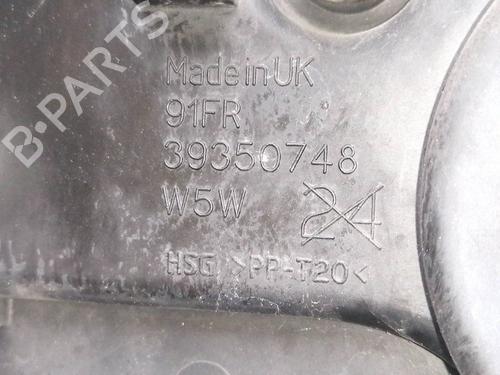 B-PARTS
Made in UK
91FR
39350748
W5W 24
HSG >PP-T20<